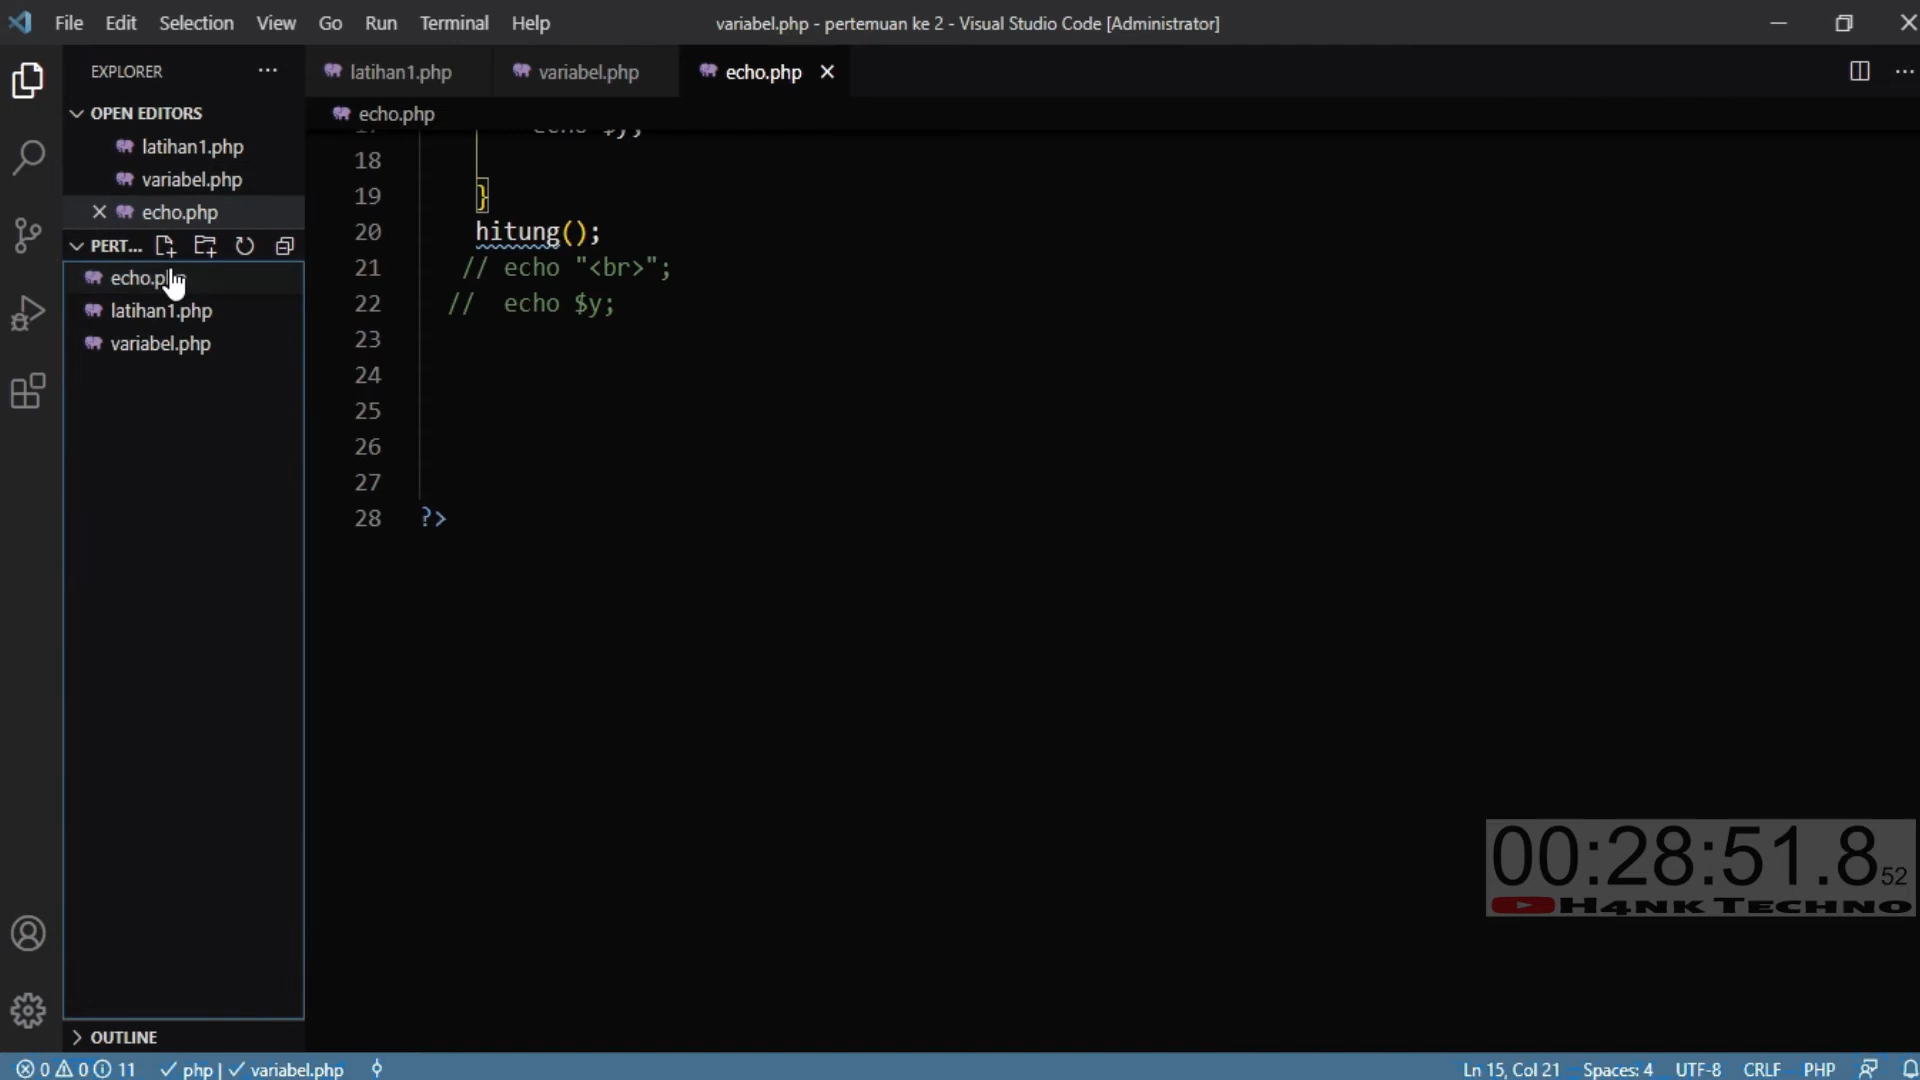 File Edit Selection View Go Run Terminal Help
variabel.php - pertemuan ke 2 - Visual Studio Code [Administrator]
EXPLORER
OPEN EDITORS
latihan1.php
variabel.php
echo.php
PERT...
echo.php
latihan1.php
variabel.php
OUTLINE
latihan1.php variabel.php echo.php
echo.php
17 echo $y;
18
19 }
20 hitung();
21 // echo "<br>";
22 // echo $y;
23
24
25
26
27
28 ?>
00:28:51.8 52
H4NK TECHNO
0 0 11 php | variabel.php
Ln 15, Col 21 Spaces: 4 UTF-8 CRLF PHP